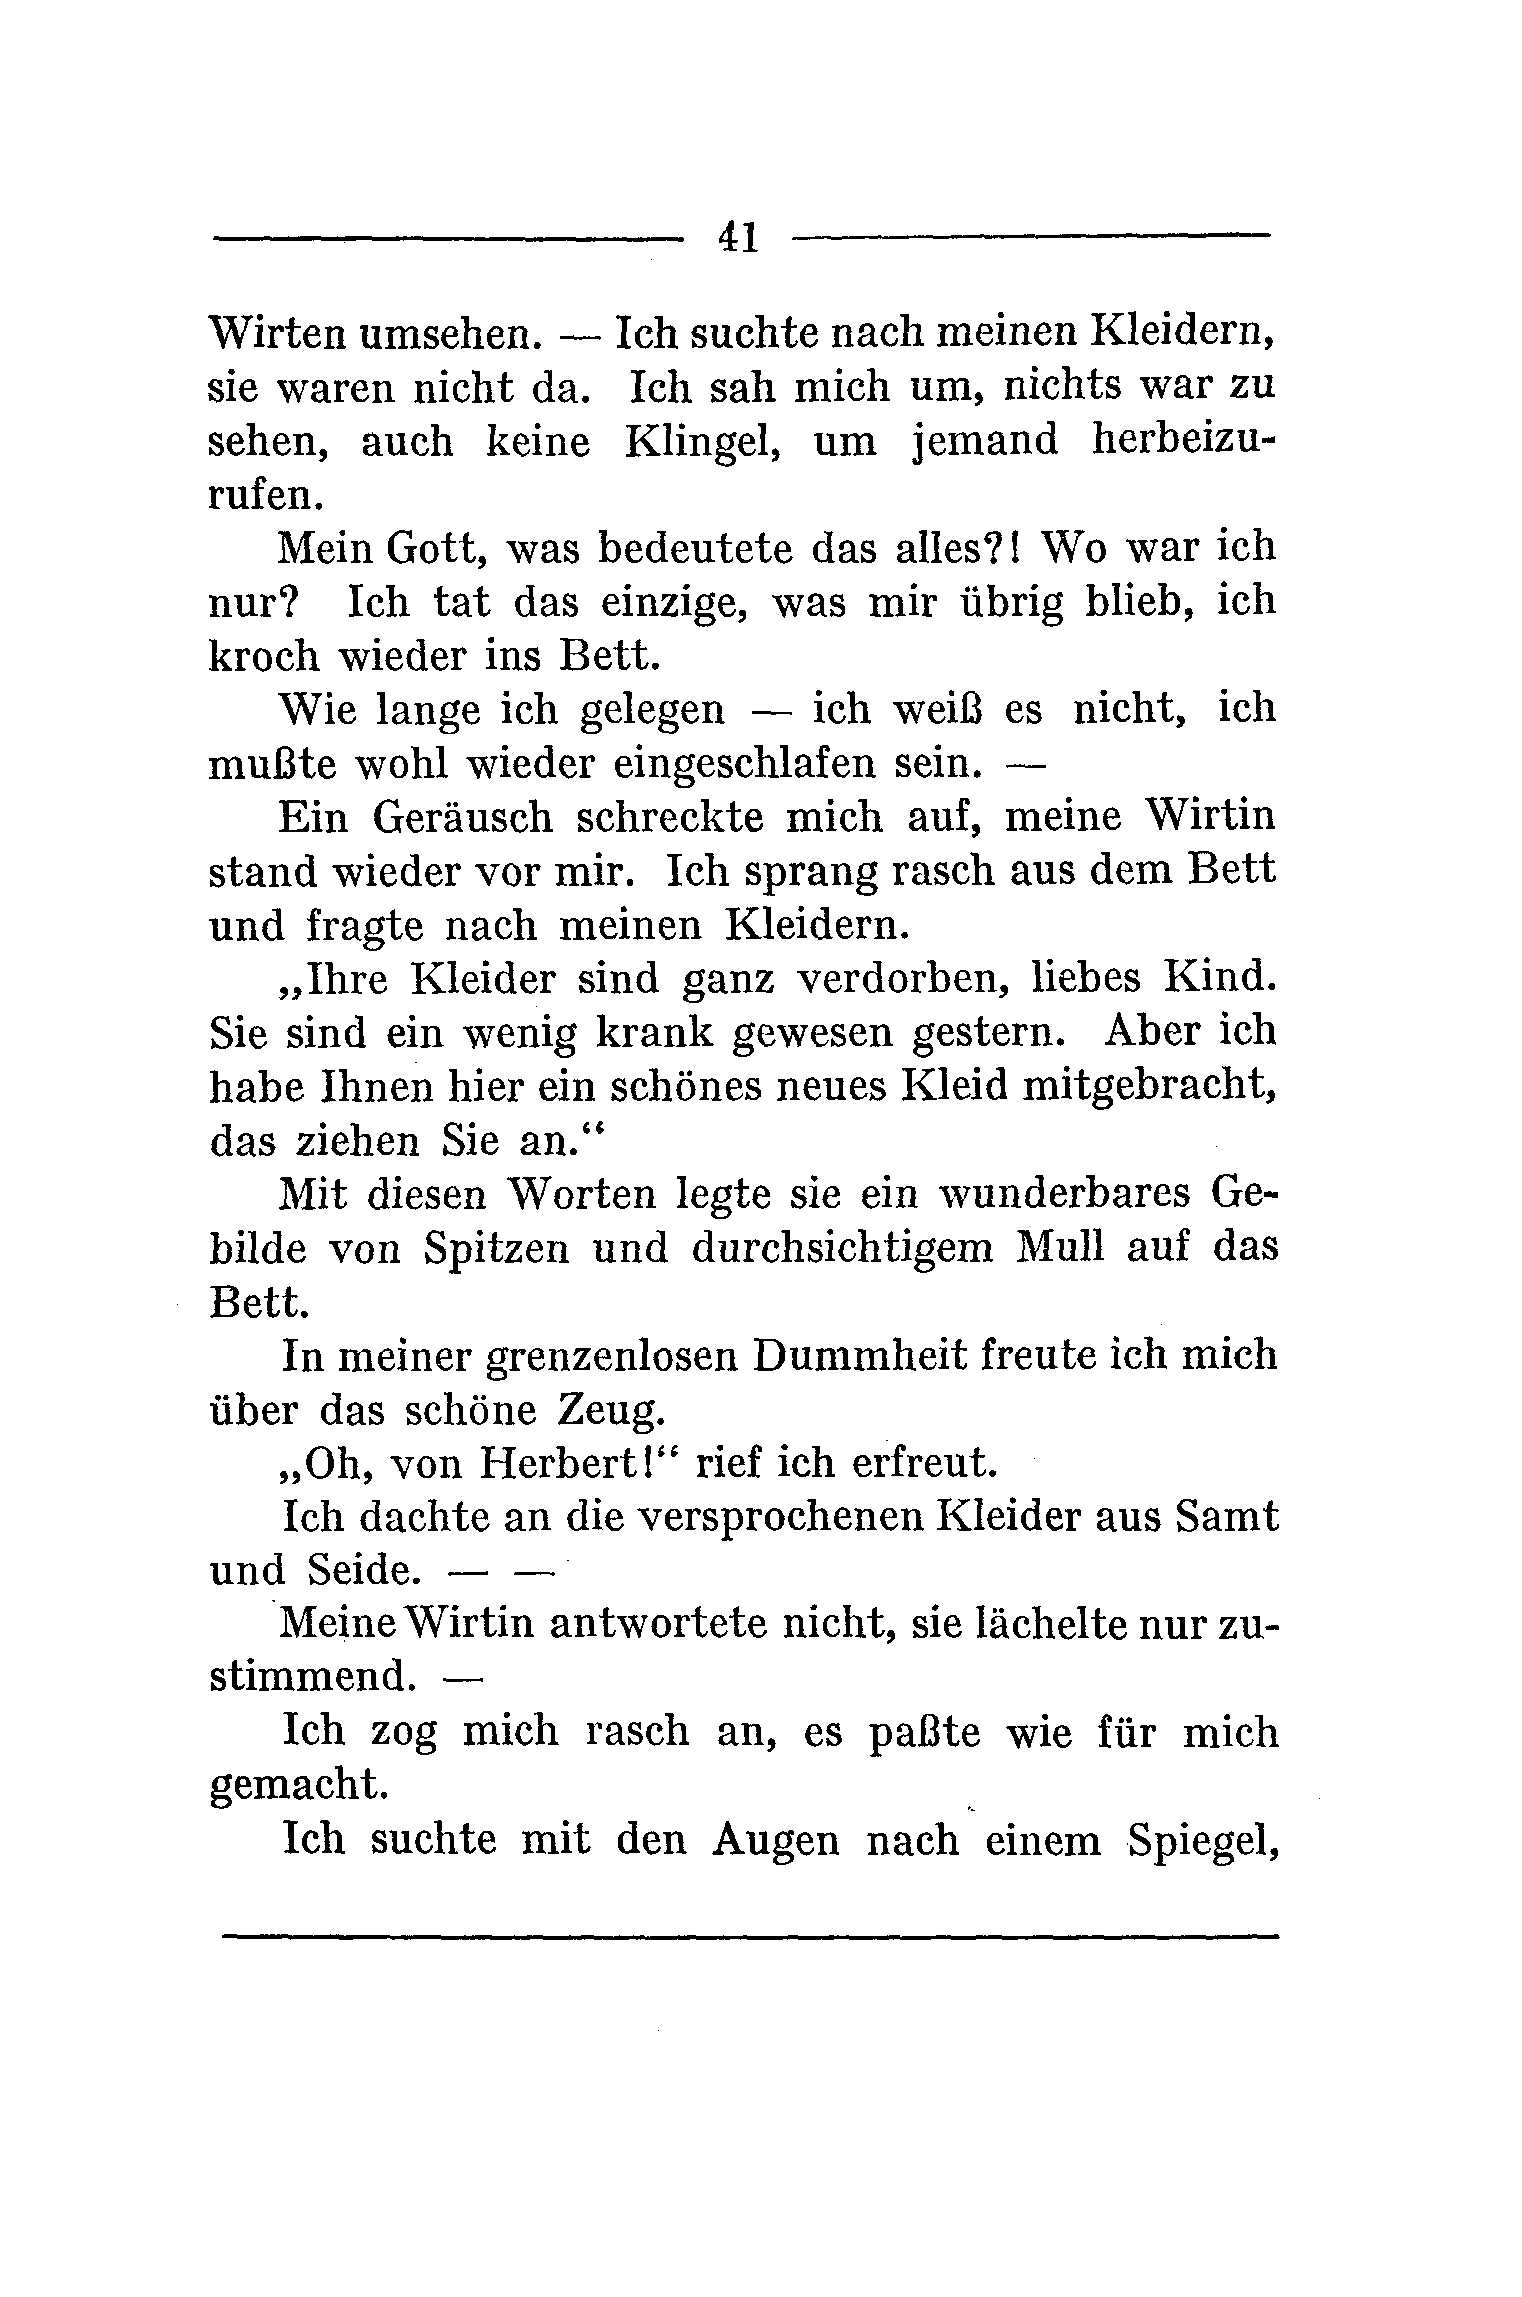 41
Wirten umsehen. — Ich suchte nach meinen Kleidern,
sie waren nicht da. Ich sah mich um, nichts war zu
sehen, auch keine Klingel, um jemand herbeizu-
rufen.
Mein Gott, was bedeutete das alles?! Wo war ich
nur? Ich tat das einzige, was mir übrig blieb, ich
kroch wieder ins Bett.
Wie lange ich gelegen — ich weiß es nicht, ich
mußte wohl wieder eingeschlafen sein. —
Ein Geräusch schreckte mich auf, meine Wirtin
stand wieder vor mir. Ich sprang rasch aus dem Bett
und fragte nach meinen Kleidern.
„Ihre Kleider sind ganz verdorben, liebes Kind.
Sie sind ein wenig krank gewesen gestern. Aber ich
habe Ihnen hier ein schönes neues Kleid mitgebracht,
das ziehen Sie an.“
Mit diesen Worten legte sie ein wunderbares Ge-
bilde von Spitzen und durchsichtigem Mull auf das
Bett.
In meiner grenzenlosen Dummheit freute ich mich
über das schöne Zeug.
„Oh, von Herbert!“ rief ich erfreut.
Ich dachte an die versprochenen Kleider aus Samt
und Seide. — —
Meine Wirtin antwortete nicht, sie lächelte nur zu-
stimmend. —
Ich zog mich rasch an, es paßte wie für mich
gemacht.
Ich suchte mit den Augen nach einem Spiegel,